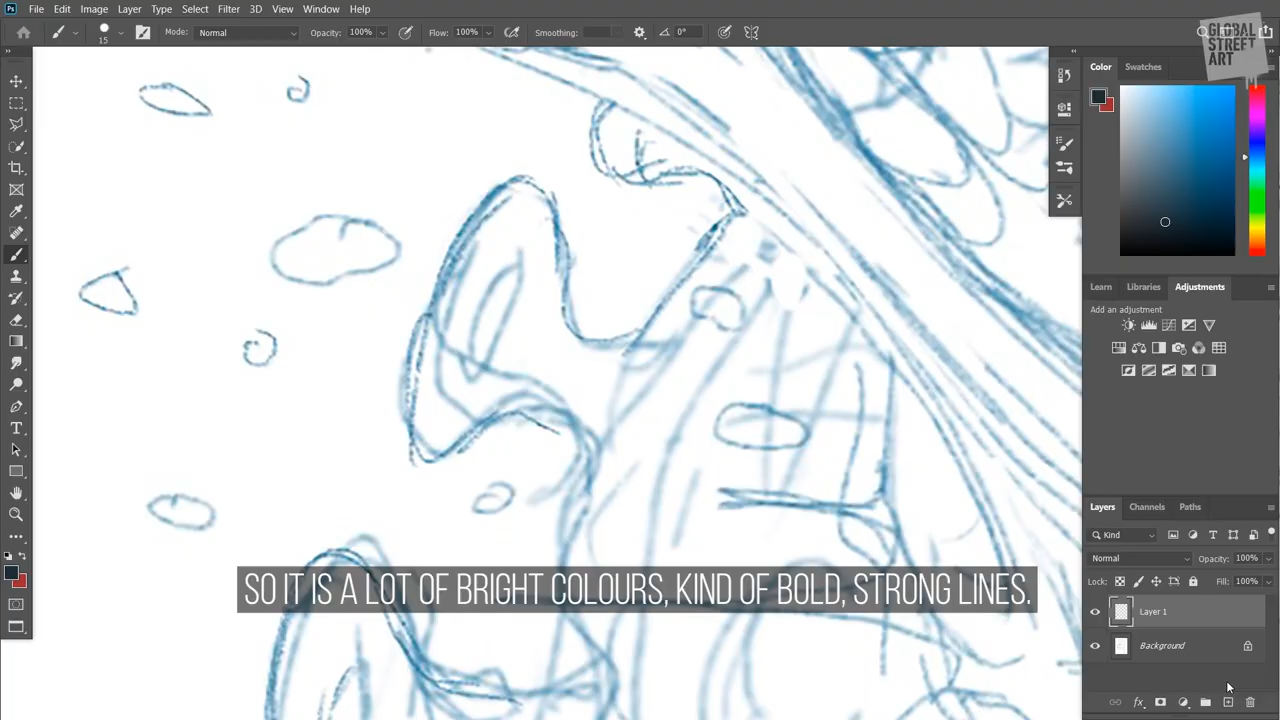 Ps File Edit Image Layer Type Select Filter 3D View Window Help
15 Mode: Normal Opacity: 100% Flow: 100% Smoothing: 0°
GLOBAL
STREET
ART
Color Swatches
Learn Libraries Adjustments
Add an adjustment
SO IT IS A LOT OF BRIGHT COLOURS, KIND OF BOLD, STRONG LINES.
Layers Channels Paths
Kind
Normal Opacity: 100%
Lock: Fill: 100%
Layer 1
Background